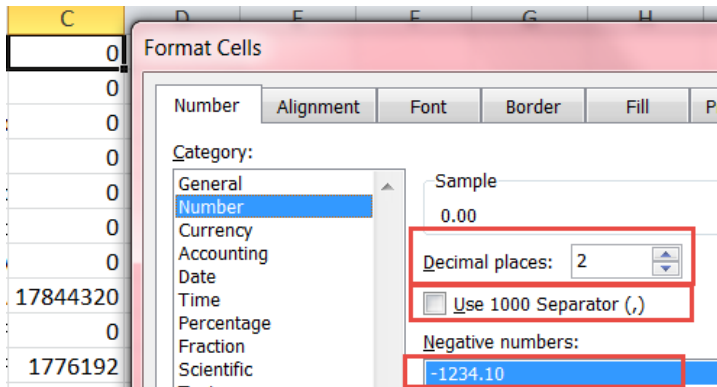 C D E F G H
0
0
0
0
0
0
0
17844320
0
1776192
Format Cells
Number Alignment Font Border Fill
Category:
General
Number
Currency
Accounting
Date
Time
Percentage
Fraction
Scientific
Sample
0.00
Decimal places: 2
Use 1000 Separator (,)
Negative numbers:
-1234.10